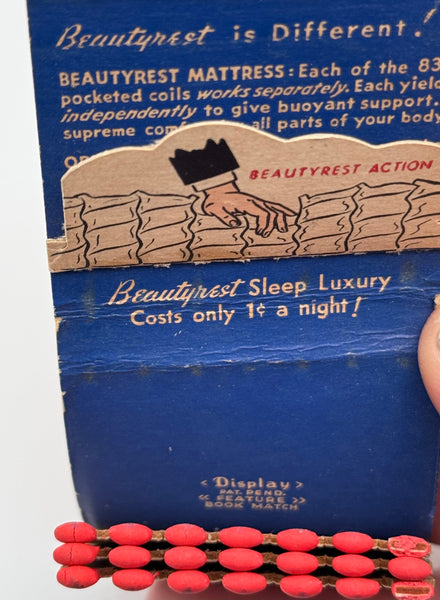 Beautyrest is Different!
BEAUTYREST MATTRESS: Each of the 83
pocketed coils works separately. Each
independently to give buoyant support.
supreme all parts of your body
BEAUTYREST ACTION
Beautyrest Sleep Luxury
Costs only 1¢ a night!
< Display >
PAT. PEND.
<< FEATURE >>
BOOK MATCH